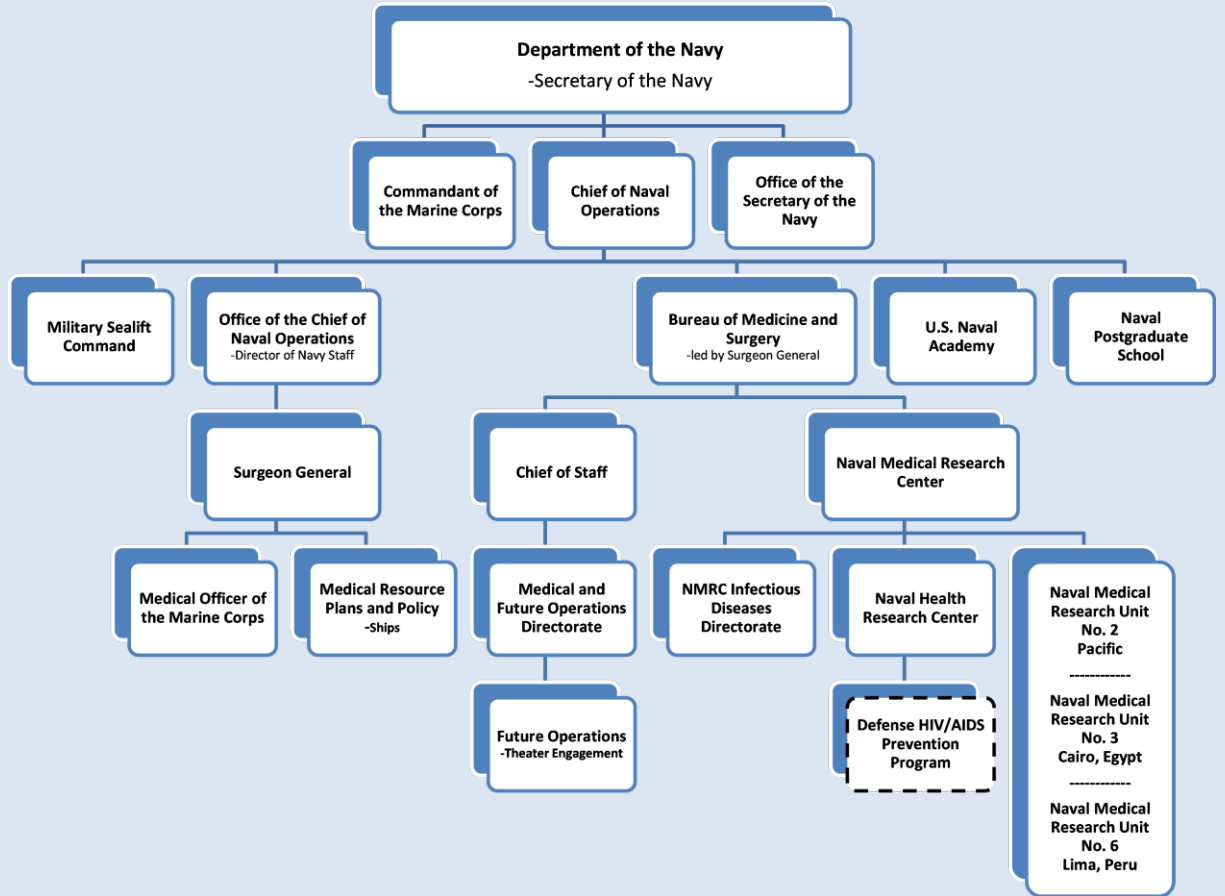 Department of the Navy
-Secretary of the Navy
Commandant of
the Marine Corps
Chief of Naval
Operations
Office of the
Secretary of the
Navy
Military Sealift
Command
Office of the Chief of
Naval Operations
-Director of Navy Staff
Bureau of Medicine and
Surgery
-led by Surgeon General
U.S. Naval
Academy
Naval
Postgraduate
School
Surgeon General
Chief of Staff
Naval Medical Research
Center
Medical Officer of
the Marine Corps
Medical Resource
Plans and Policy
-Ships
Medical and
Future Operations
Directorate
NMRC Infectious
Diseases
Directorate
Naval Health
Research Center
Naval Medical
Research Unit
No. 2
Pacific
------------
Naval Medical
Research Unit
No. 3
Cairo, Egypt
------------
Naval Medical
Research Unit
No. 6
Lima, Peru
Future Operations
-Theater Engagement
Defense HIV/AIDS
Prevention
Program